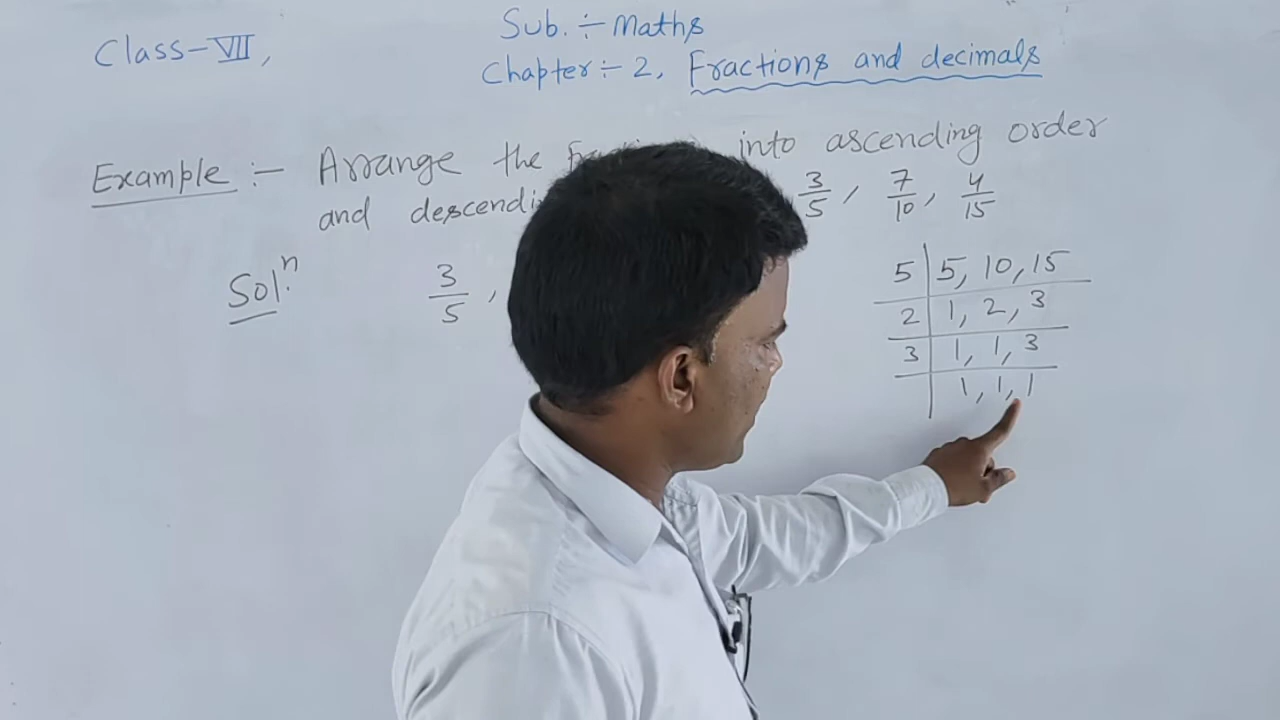 Sub. :- Maths
Class-VII,
Chapter :- 2, Fractions and decimals
Example :- Arrange the into ascending order
and 3/5, 7/10, 4/15
Solⁿ. 3/5,
5 | 5, 10, 15
2 | 1, 2, 3
3 | 1, 1, 3
| 1, 1, 1